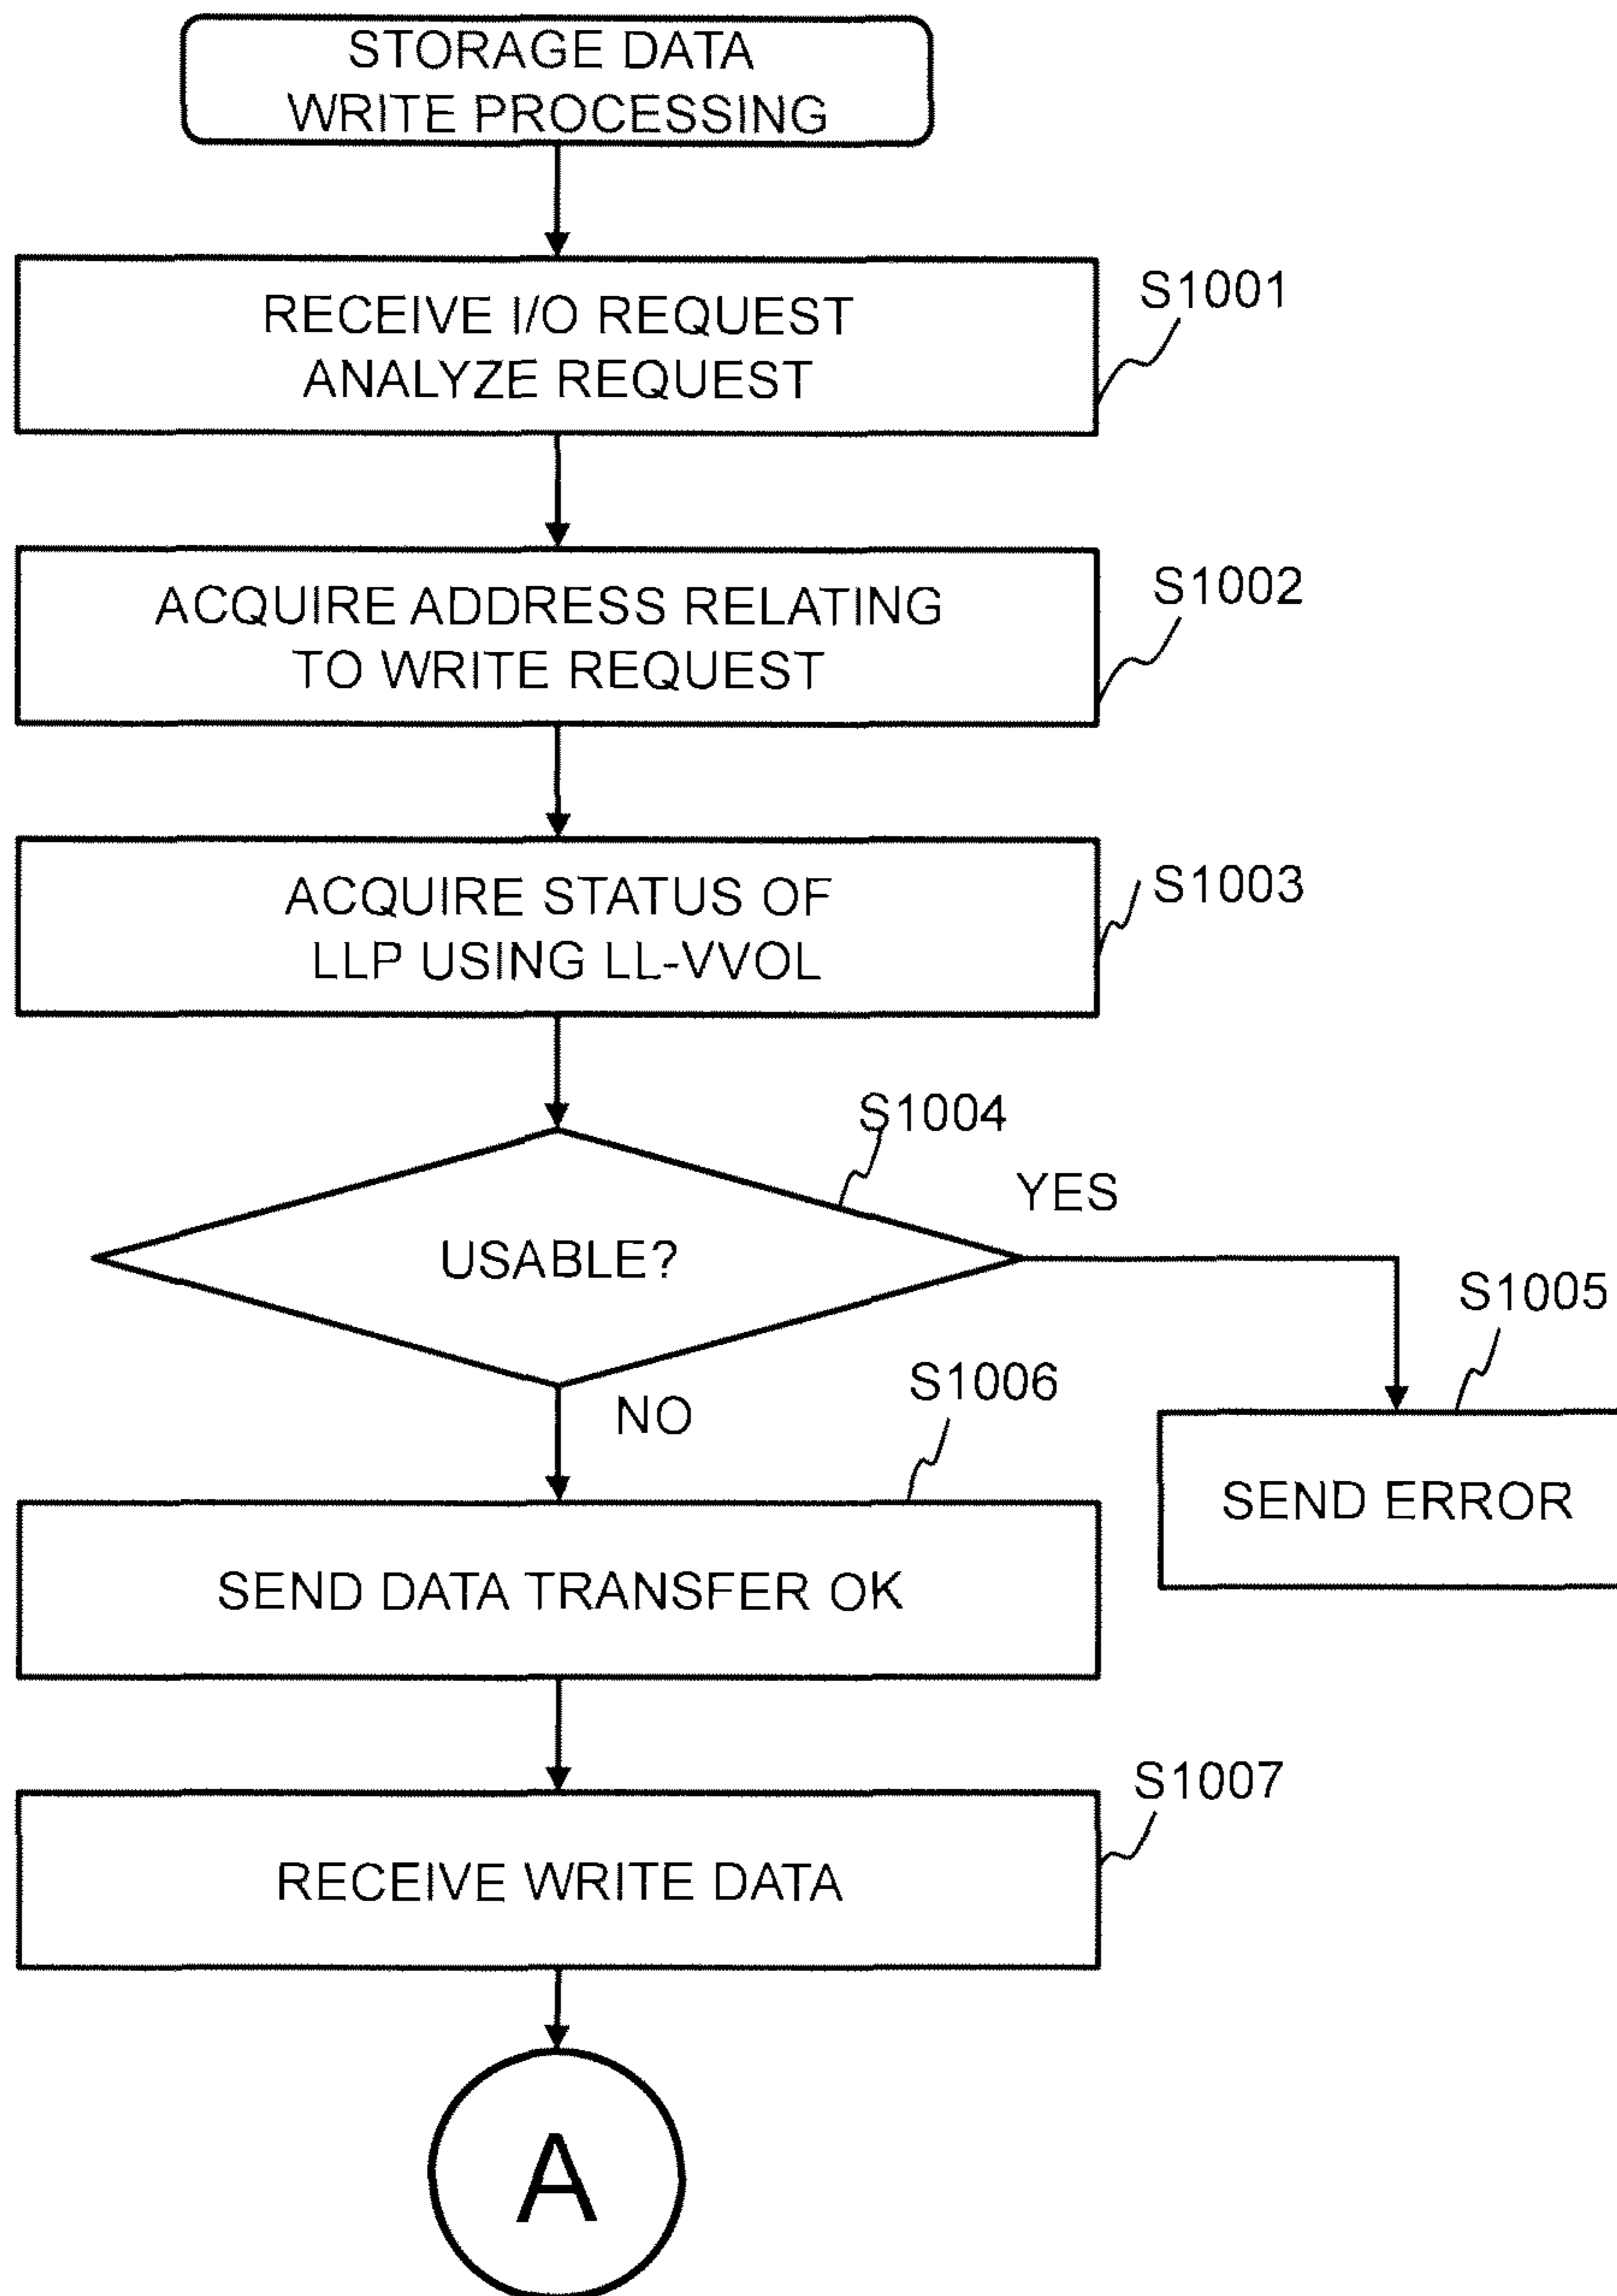 STORAGE DATA
WRITE PROCESSING
RECEIVE I/O REQUEST
ANALYZE REQUEST
S1001
ACQUIRE ADDRESS RELATING
TO WRITE REQUEST
S1002
ACQUIRE STATUS OF
LLP USING LL-VVOL
S1003
S1004
USABLE?
YES
NO
S1005
SEND ERROR
S1006
SEND DATA TRANSFER OK
S1007
RECEIVE WRITE DATA
A